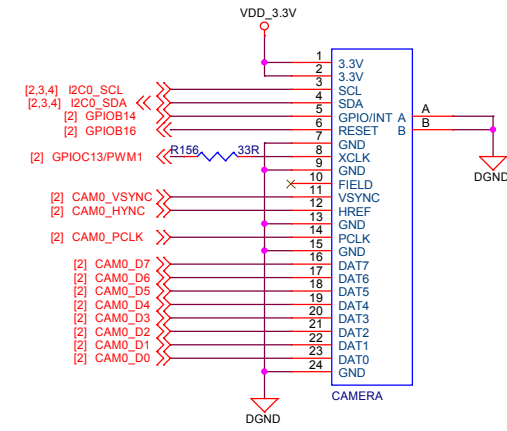 VDD_3.3V
1 3.3V
2 3.3V
[2,3,4] I2C0_SCL 3 SCL
[2,3,4] I2C0_SDA 4 SDA
[2] GPIOB14 5 GPIO/INT A A
[2] GPIOB16 6 RESET B B
7 GND
[2] GPIOC13/PWM1 R156 33R 8 XCLK
9 GND
DGND
10 FIELD
[2] CAM0_VSYNC 11 VSYNC
[2] CAM0_HYNC 12 HREF
13 GND
[2] CAM0_PCLK 14 PCLK
15 GND
[2] CAM0_D7 16 DAT7
[2] CAM0_D6 17 DAT6
[2] CAM0_D5 18 DAT5
[2] CAM0_D4 19 DAT4
[2] CAM0_D3 20 DAT3
[2] CAM0_D2 21 DAT2
[2] CAM0_D1 22 DAT1
[2] CAM0_D0 23 DAT0
24 GND
CAMERA
DGND